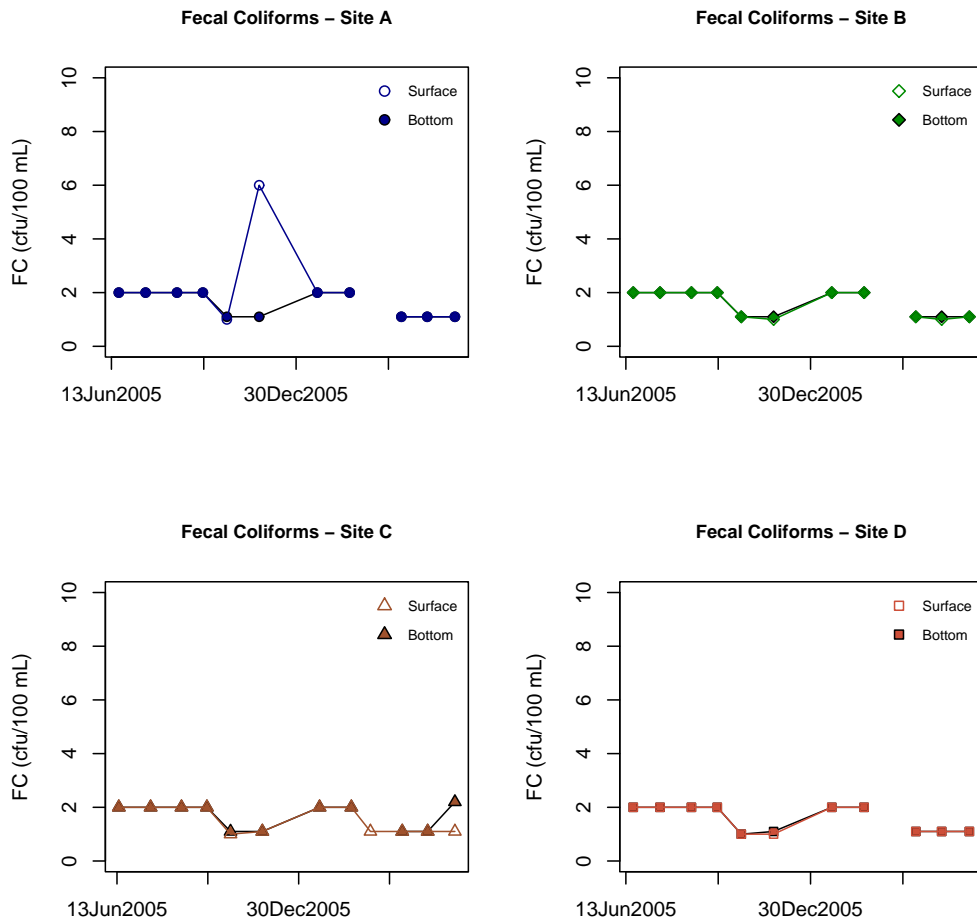 Fecal Coliforms – Site A
FC (cfu/100 mL)
10
8
6
4
2
0
Surface
Bottom
13Jun2005 30Dec2005
Fecal Coliforms – Site B
FC (cfu/100 mL)
10
8
6
4
2
0
Surface
Bottom
13Jun2005 30Dec2005
Fecal Coliforms – Site C
FC (cfu/100 mL)
10
8
6
4
2
0
Surface
Bottom
13Jun2005 30Dec2005
Fecal Coliforms – Site D
FC (cfu/100 mL)
10
8
6
4
2
0
Surface
Bottom
13Jun2005 30Dec2005